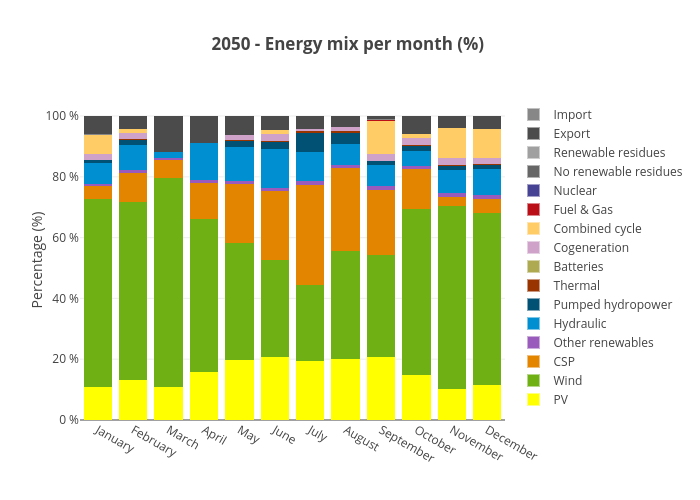 2050 - Energy mix per month (%)
100 %
80 %
60 %
40 %
20 %
0 %
Percentage (%)
January
February
March
April
May
June
July
August
September
October
November
December
Import
Export
Renewable residues
No renewable residues
Nuclear
Fuel & Gas
Combined cycle
Cogeneration
Batteries
Thermal
Pumped hydropower
Hydraulic
Other renewables
CSP
Wind
PV